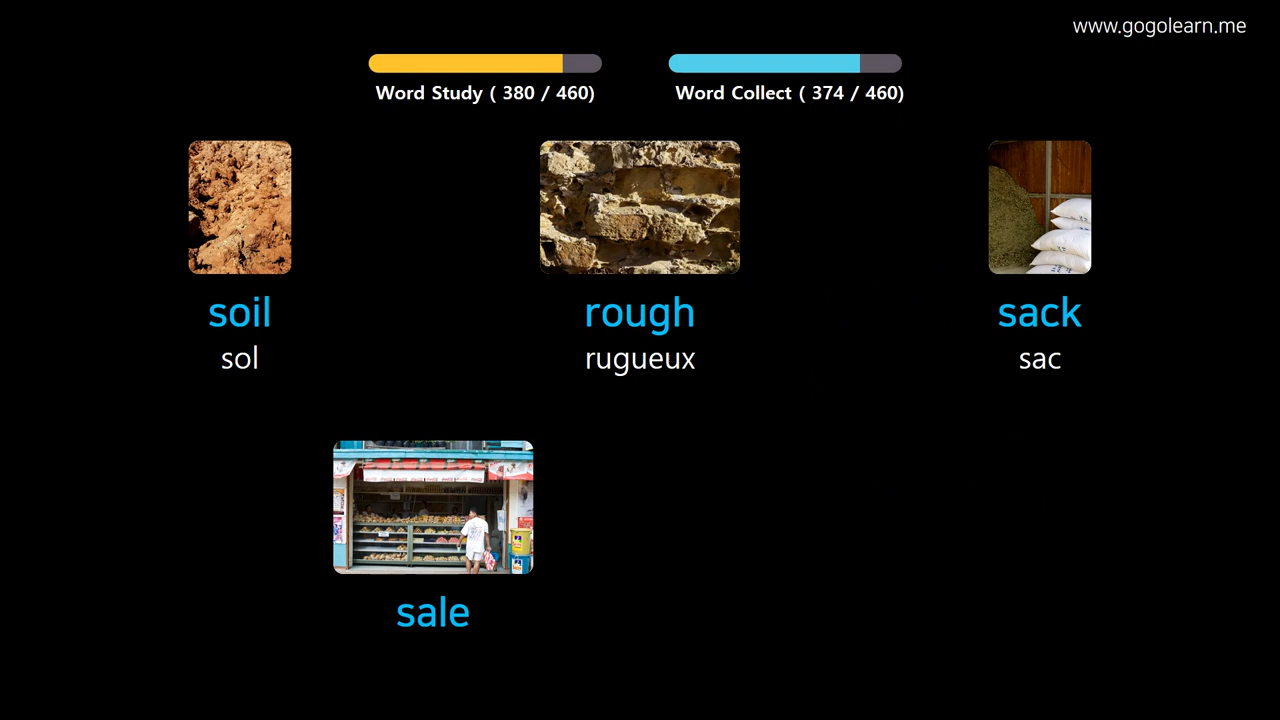 www.gogolearn.me
Word Study ( 380 / 460)
Word Collect ( 374 / 460)
soil
rough
sack
sol
rugueux
sac
sale